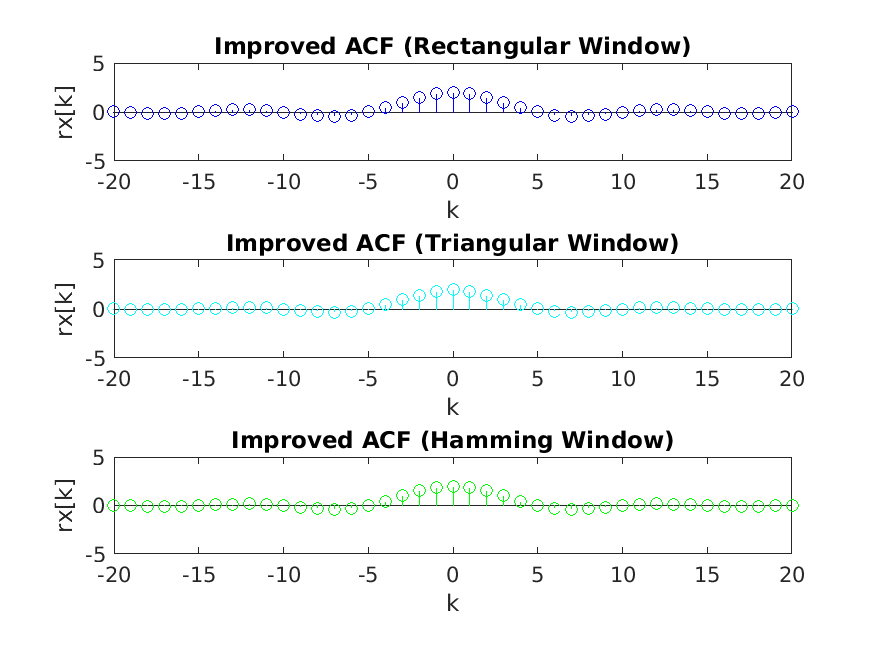 Improved ACF (Rectangular Window)
5
0
-5
rx[k]
-20 -15 -10 -5 0 5 10 15 20
k
Improved ACF (Triangular Window)
5
0
-5
rx[k]
-20 -15 -10 -5 0 5 10 15 20
k
Improved ACF (Hamming Window)
5
0
-5
rx[k]
-20 -15 -10 -5 0 5 10 15 20
k